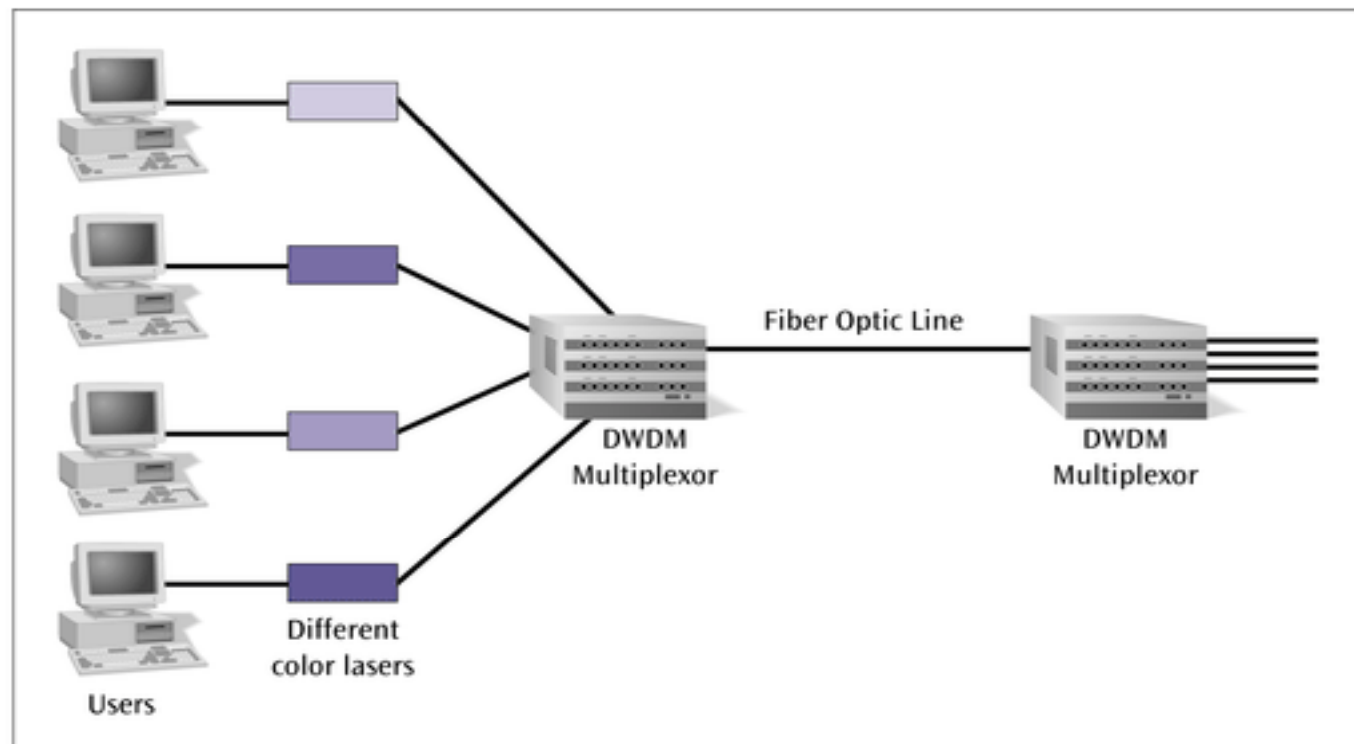 Fiber Optic Line
DWDM
Multiplexor
DWDM
Multiplexor
Different
color lasers
Users